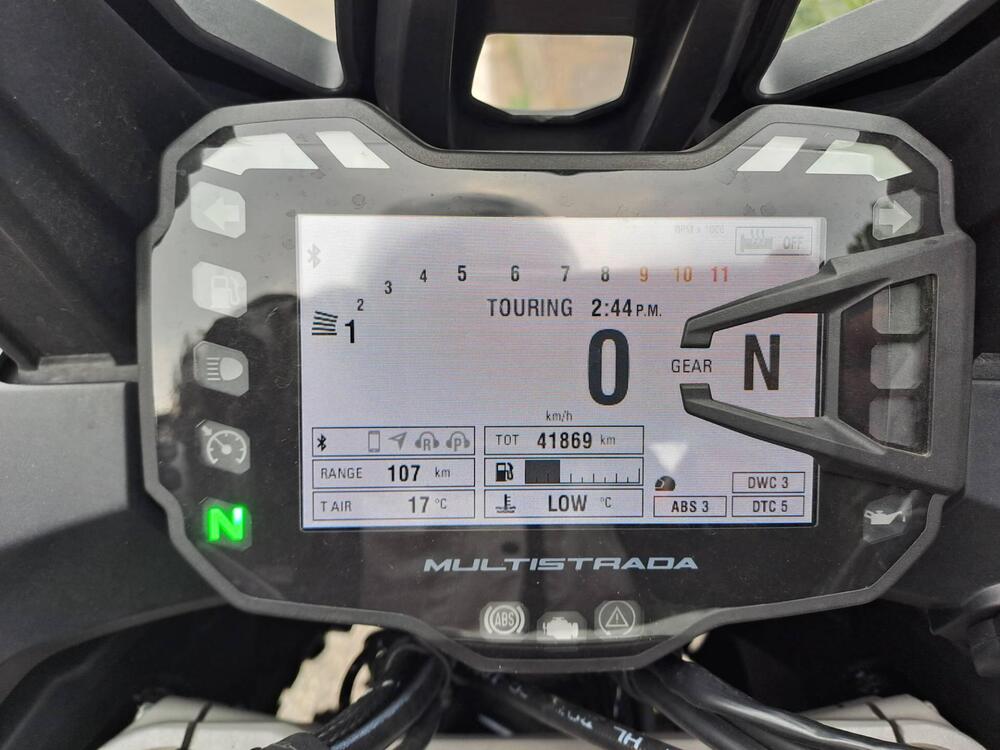 RPM x 1000
OFF
1 2 3 4 5 6 7 8 9 10 11
TOURING 2:44 P.M.
0
km/h
GEAR N
R P
TOT 41869 km
RANGE 107 km
DWC 3
T AIR 17 °C
LOW °C
ABS 3
DTC 5
N
MULTISTRADA
ABS